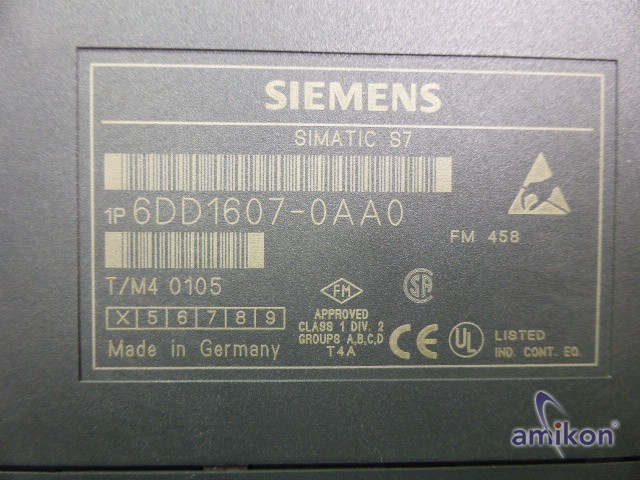 SIEMENS
SIMATIC S7
1P 6DD1607-0AA0
FM 458
T/M4 0105
X 5 6 7 8 9
Made in Germany
FM
APPROVED
CLASS 1 DIV. 2
GROUPS A,B,C,D
T4A
SA
CE
UL
LISTED
IND. CONT. EQ.
amikon